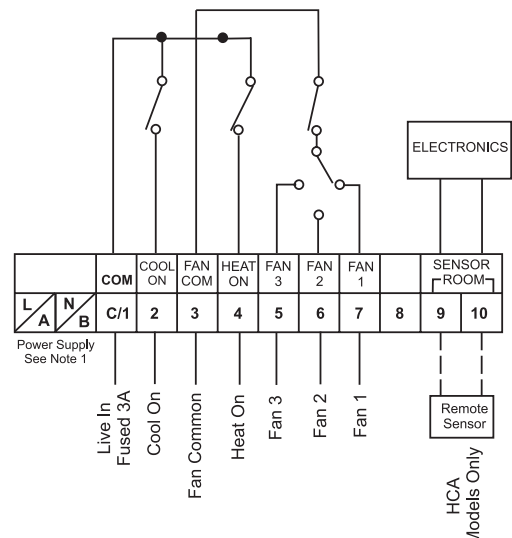 ELECTRONICS
COM
COOL ON
FAN COM
HEAT ON
FAN 3
FAN 2
FAN 1
SENSOR
ROOM
L/A N/B C/1 2 3 4 5 6 7 8 9 10
Power Supply
See Note 1
Live In
Fused 3A
Cool On
Fan Common
Heat On
Fan 3
Fan 2
Fan 1
Remote
Sensor
HCA
Models Only